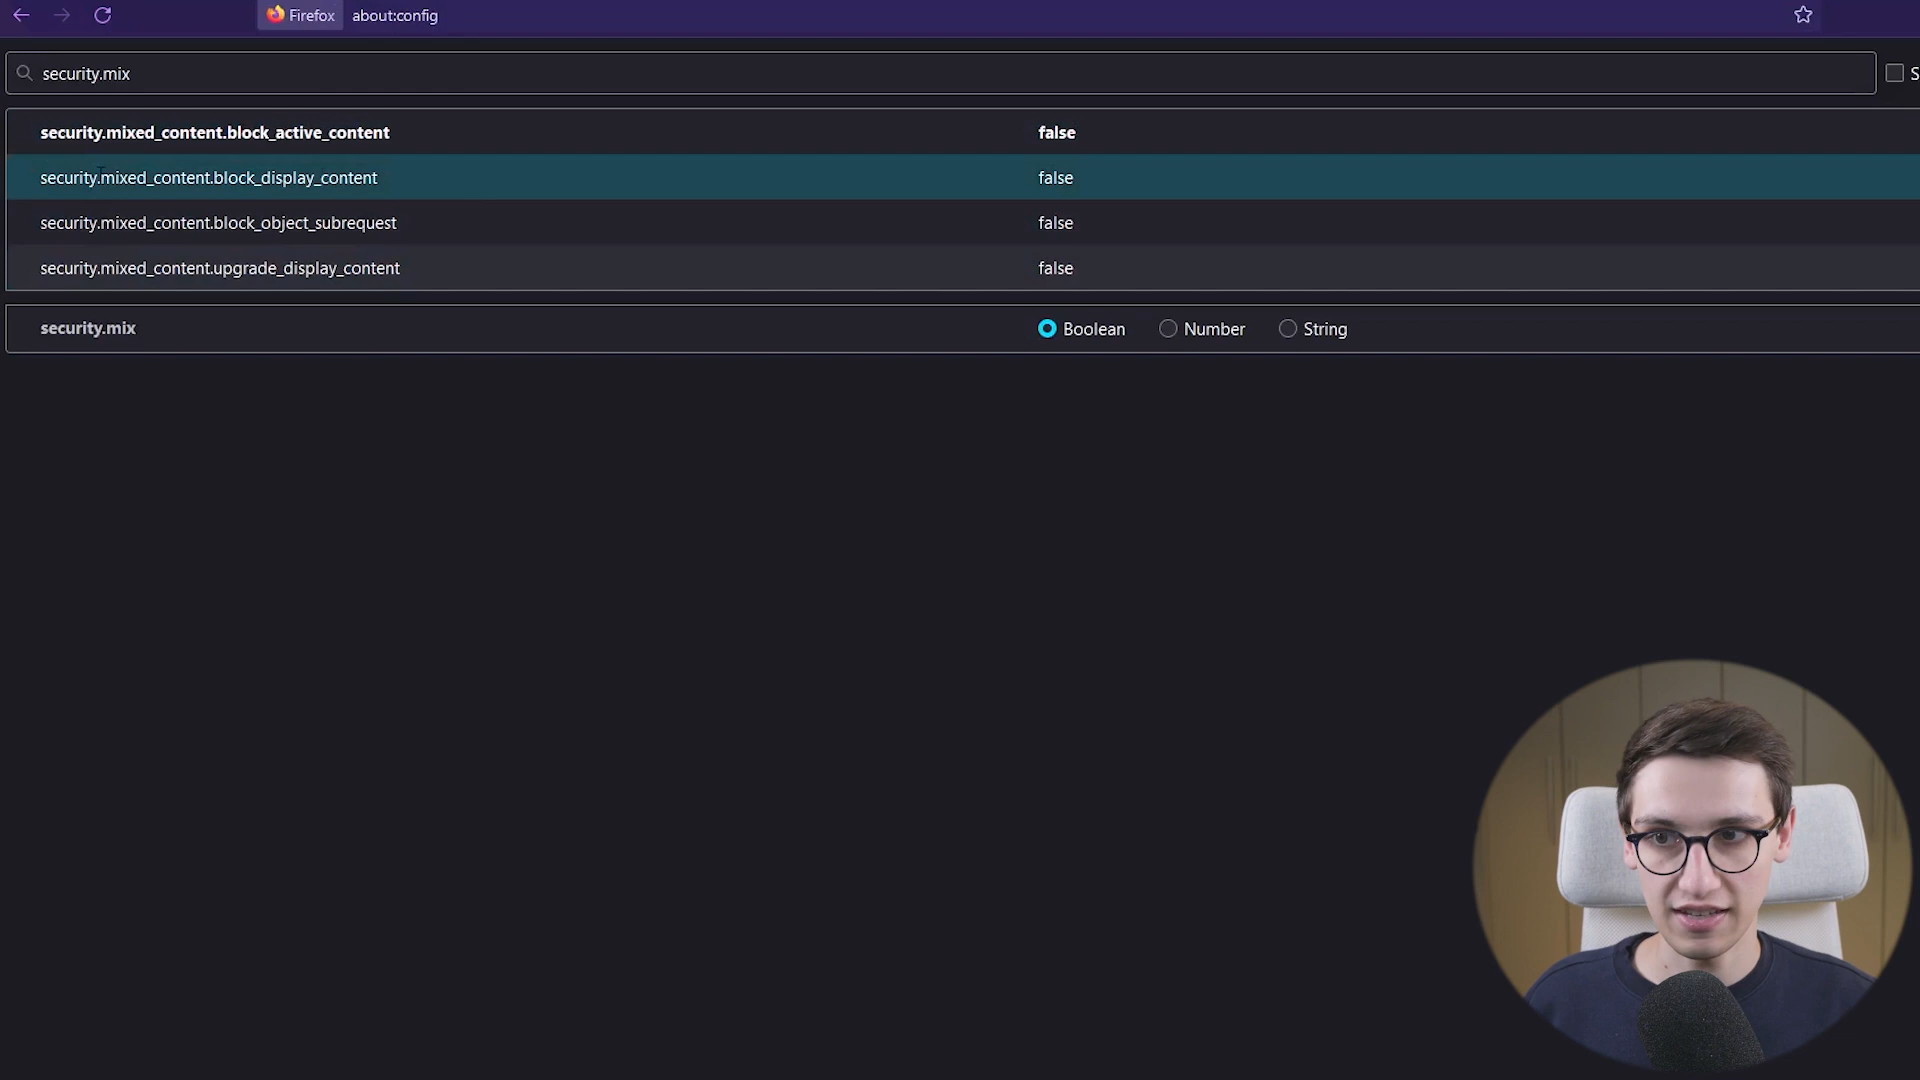 Firefox about:config
security.mix
S
security.mixed_content.block_active_content false
security.mixed_content.block_display_content false
security.mixed_content.block_object_subrequest false
security.mixed_content.upgrade_display_content false
security.mix Boolean Number String